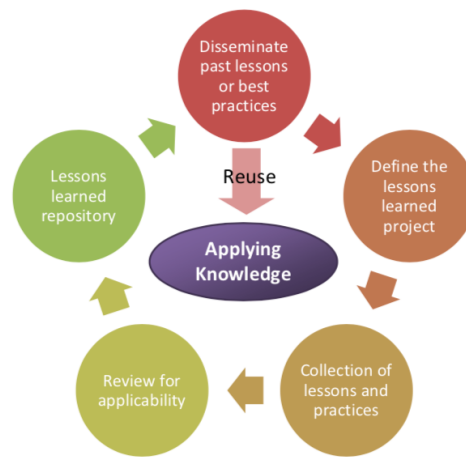 Disseminate
past lessons
or best
practices
Reuse
Define the
lessons
learned
project
Applying
Knowledge
Collection of
lessons and
practices
Review for
applicability
Lessons
learned
repository